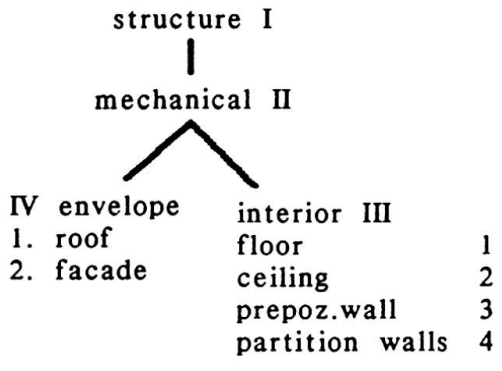 structure I
mechanical II
IV envelope
1. roof
2. facade
interior III
floor 1
ceiling 2
prepoz.wall 3
partition walls 4